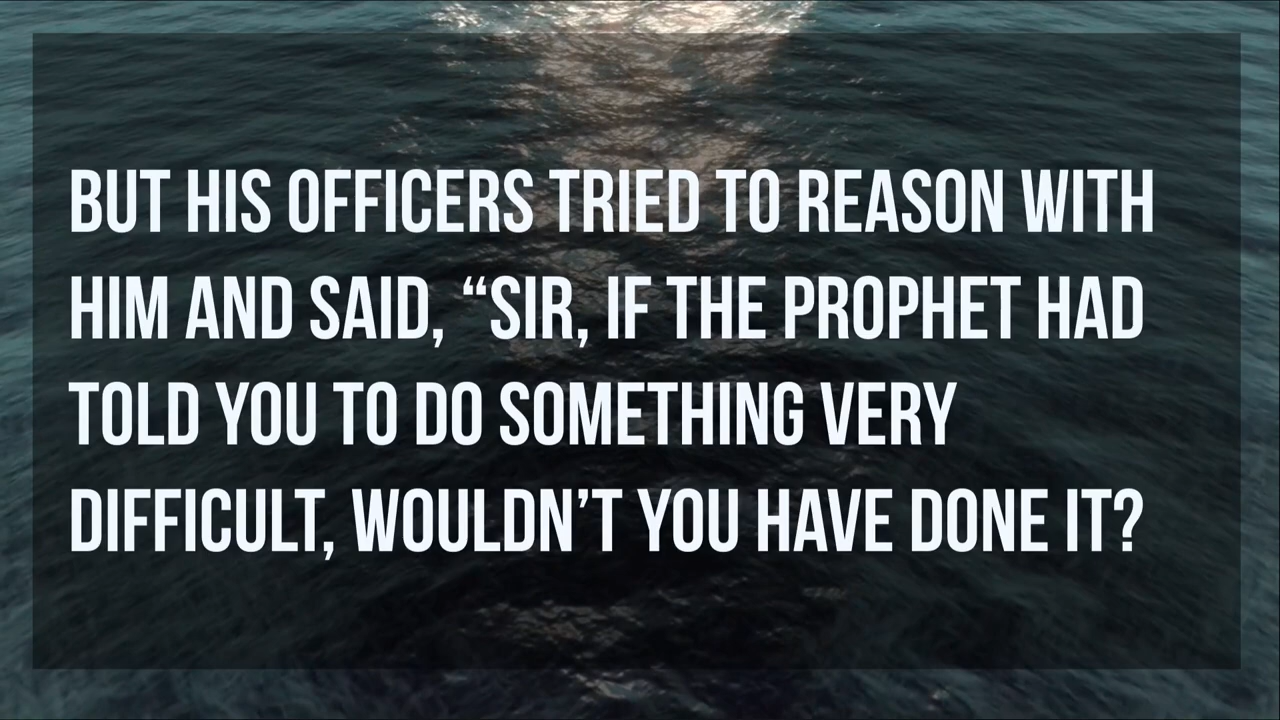 BUT HIS OFFICERS TRIED TO REASON WITH
HIM AND SAID, “SIR, IF THE PROPHET HAD
TOLD YOU TO DO SOMETHING VERY
DIFFICULT, WOULDN’T YOU HAVE DONE IT?